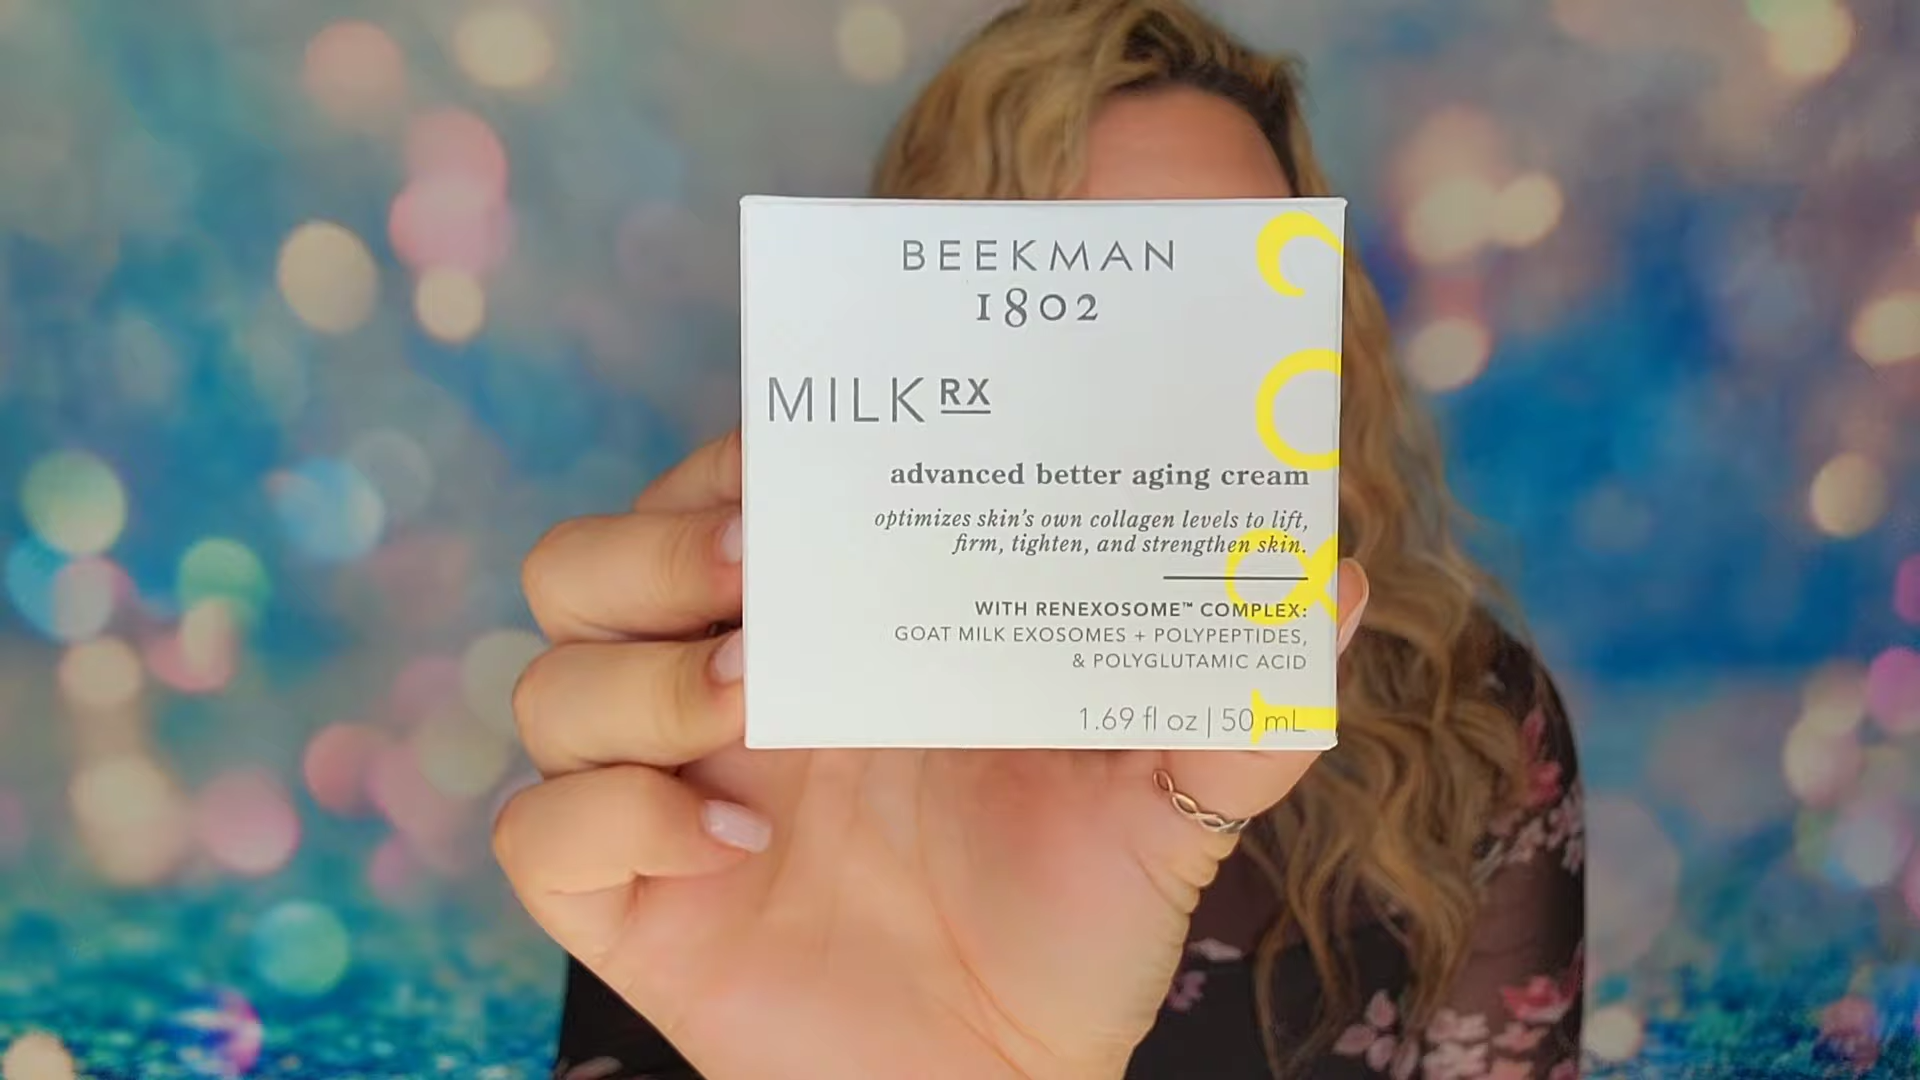 BEEKMAN
1802
MILK RX
advanced better aging cream
optimizes skin's own collagen levels to lift,
firm, tighten, and strengthen skin.
WITH RENEXOSOME™ COMPLEX:
GOAT MILK EXOSOMES + POLYPEPTIDES,
& POLYGLUTAMIC ACID
1.69 fl oz | 50 mL
1802